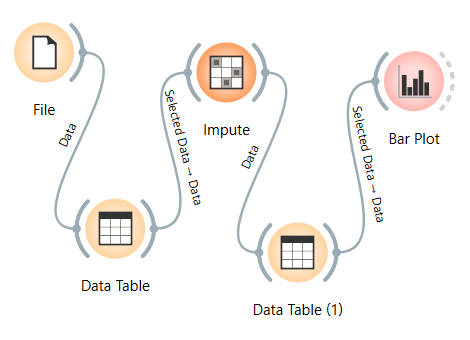 File
Data
Data Table
Selected Data → Data
Impute
Data
Data Table (1)
Selected Data → Data
Bar Plot